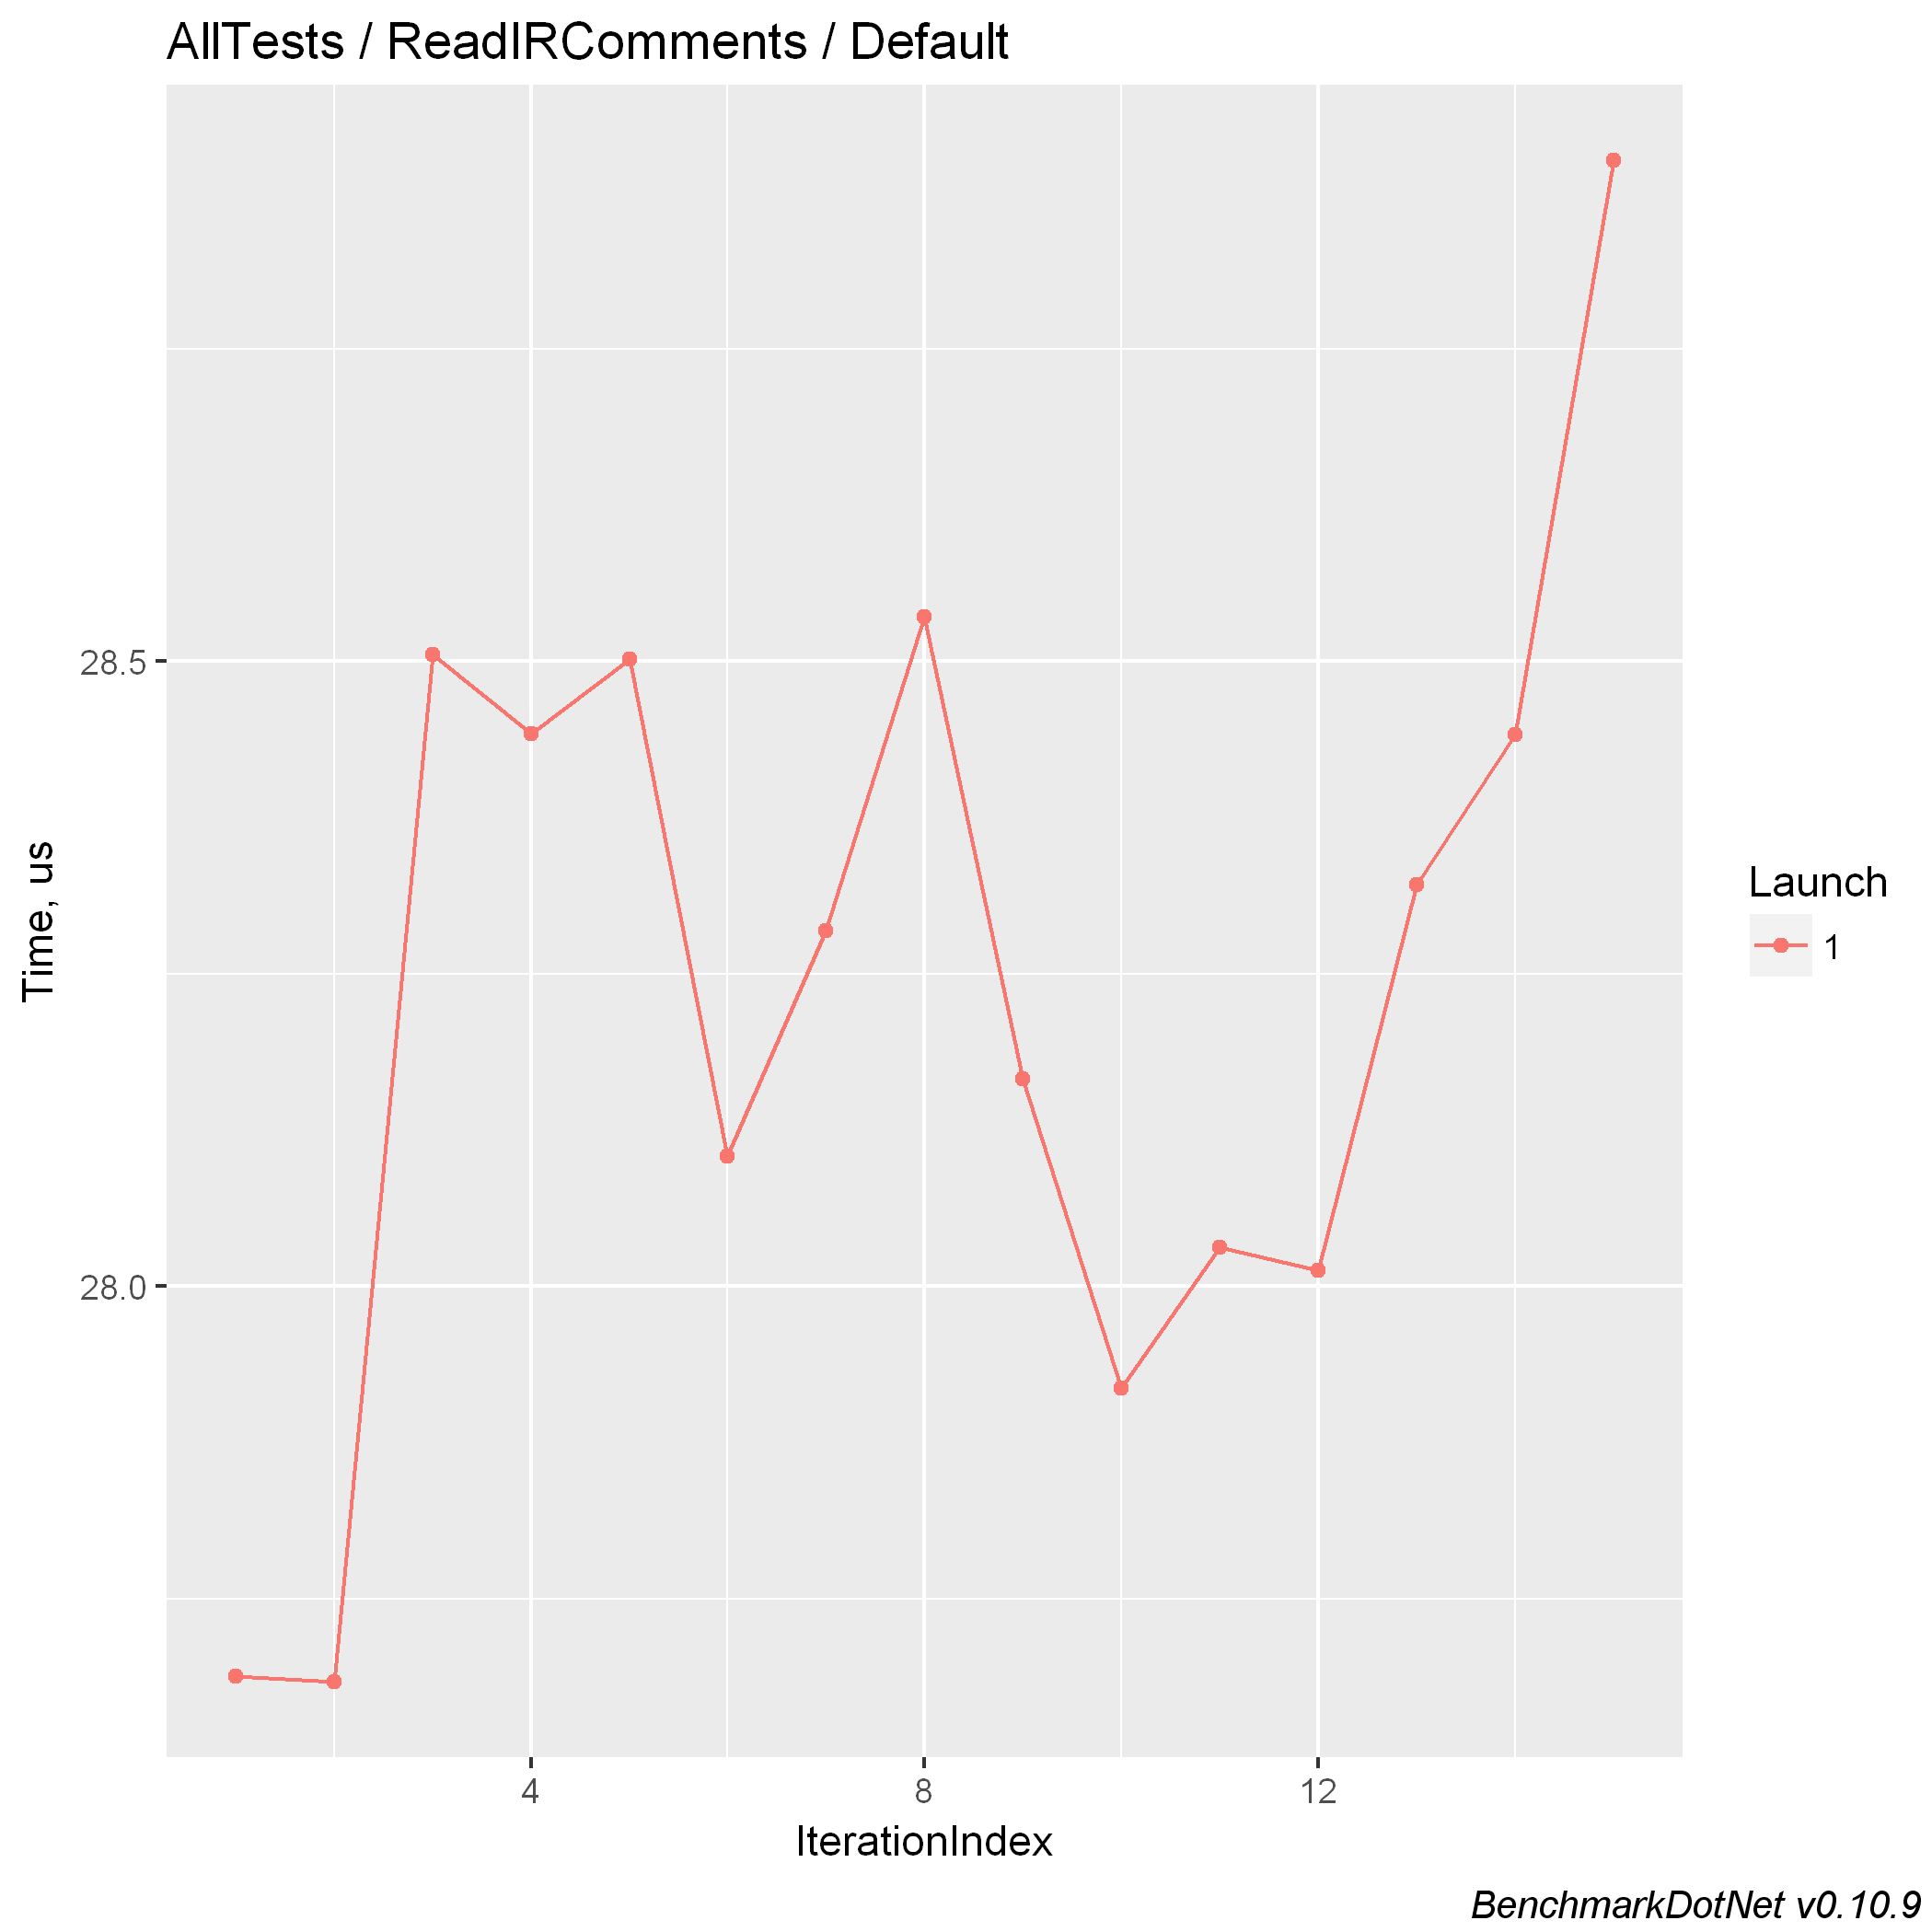 AllTests / ReadIRComments / Default
Time, us
28.5
28.0
4
8
12
IterationIndex
Launch
1
BenchmarkDotNet v0.10.9